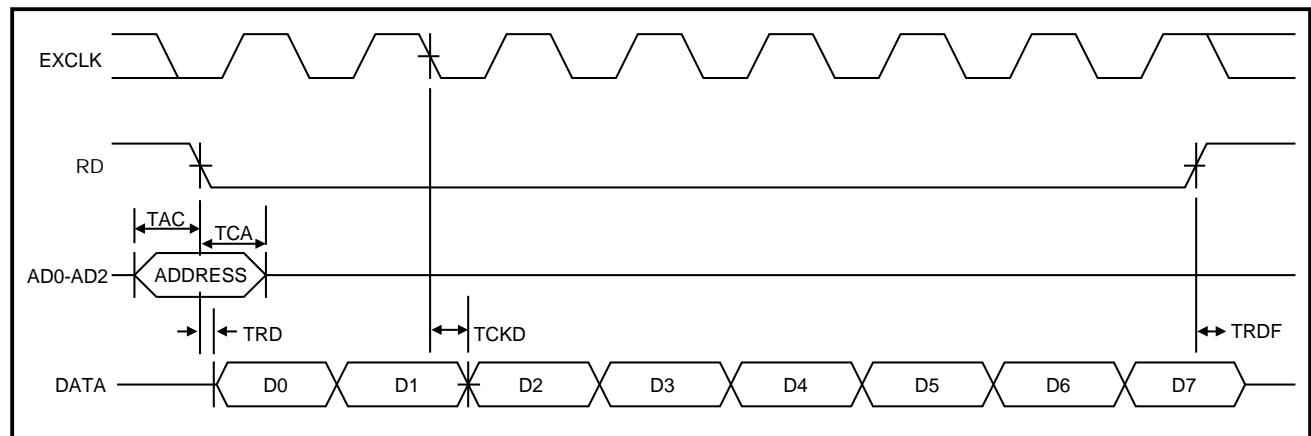 EXCLK
RD
TAC
TCA
AD0-AD2
ADDRESS
TRD
TCKD
TRDF
DATA
D0
D1
D2
D3
D4
D5
D6
D7